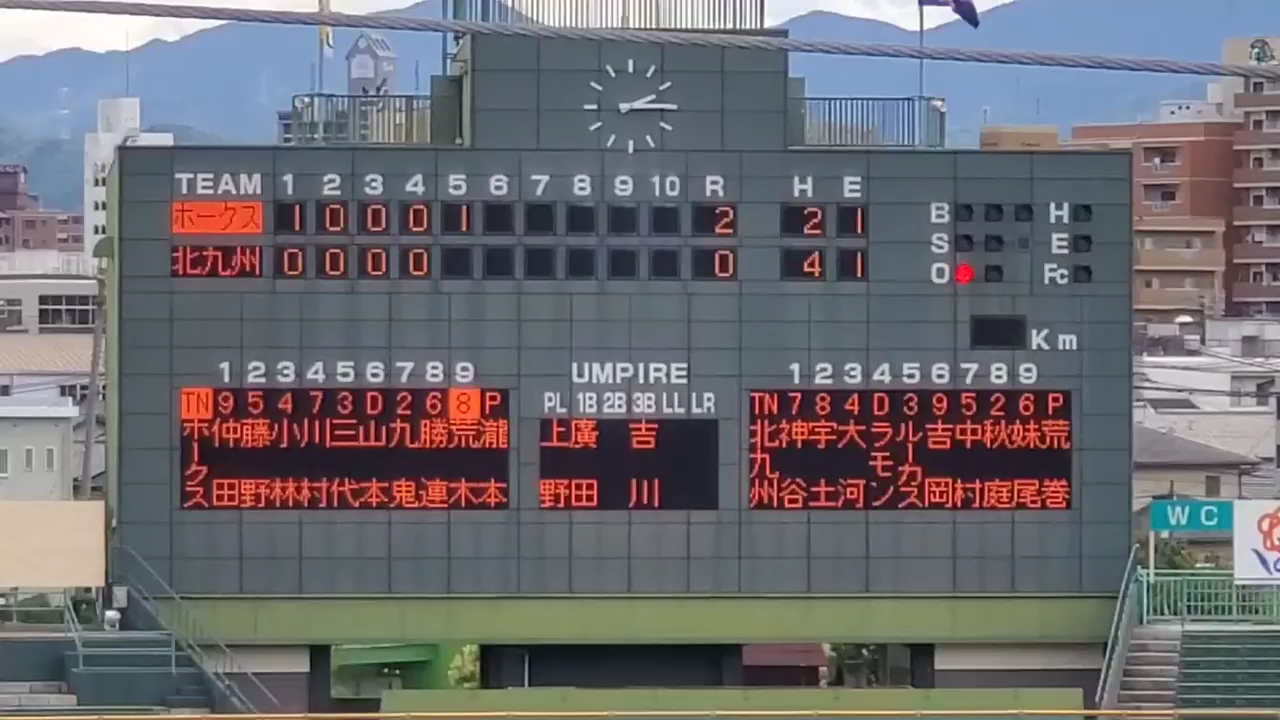 TEAM 1 2 3 4 5 6 7 8 9 10 R H E
ホークス 1 0 0 0 1 2 2 1
北九州 0 0 0 0 0 4 1
B H
S E
O Fc
Km
1 2 3 4 5 6 7 8 9
TN 9 5 4 7 3 D 2 6 8 P
ホークス 仲田 藤野 小林 川村 三代 山本 九鬼 勝連 荒木 瀧本
UMPIRE
PL 1B 2B 3B LL LR
上野 廣田 吉川
1 2 3 4 5 6 7 8 9
TN 7 8 4 D 3 9 5 2 6 P
北九州 神谷 宇土 大河 ラモン ルーカス 吉岡 中村 秋庭 妹尾 荒巻
WC